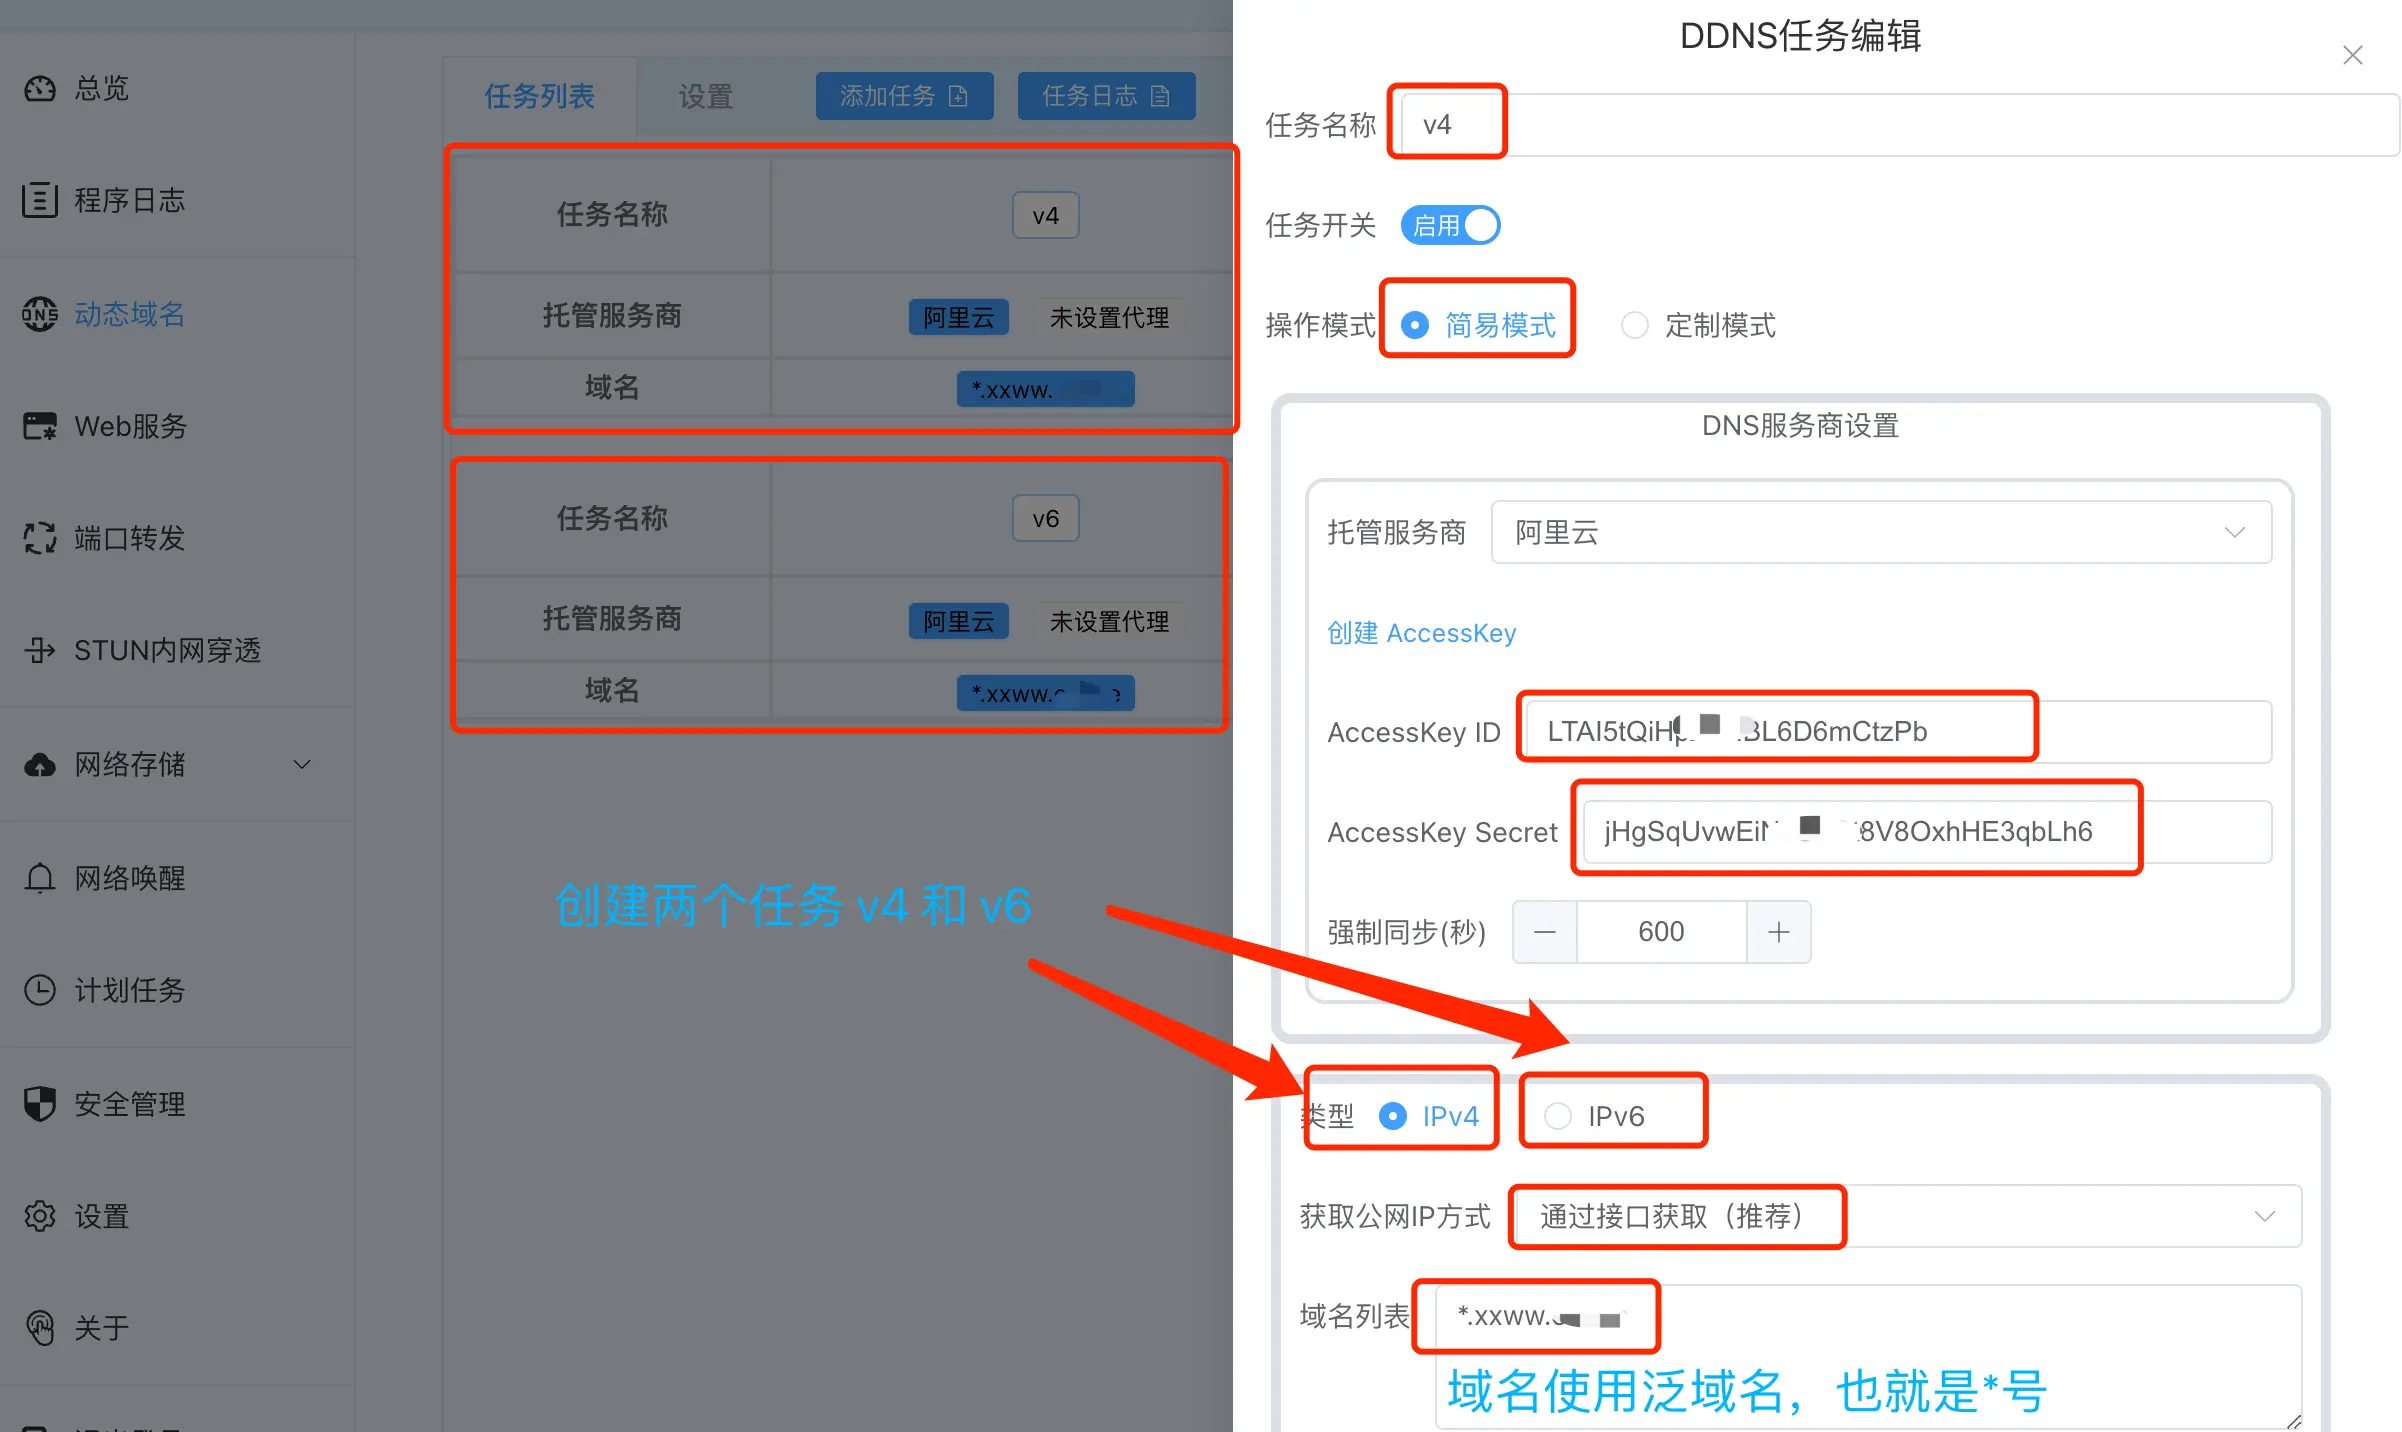 总览
程序日志
动态域名
Web服务
端口转发
STUN内网穿透
网络存储
网络唤醒
计划任务
安全管理
设置
关于
任务列表
设置
添加任务
任务日志
任务名称
v4
托管服务商
阿里云
未设置代理
域名
*.xxww.
任务名称
v6
托管服务商
阿里云
未设置代理
域名
*.xxww.
创建两个任务 v4 和 v6
DDNS任务编辑
任务名称
v4
任务开关
启用
操作模式
简易模式
定制模式
DNS服务商设置
托管服务商
阿里云
创建 AccessKey
AccessKey ID
AccessKey Secret
强制同步(秒)
600
类型
IPv4
IPv6
获取公网IP方式
通过接口获取（推荐）
域名列表
*.xxww.
域名使用泛域名，也就是*号